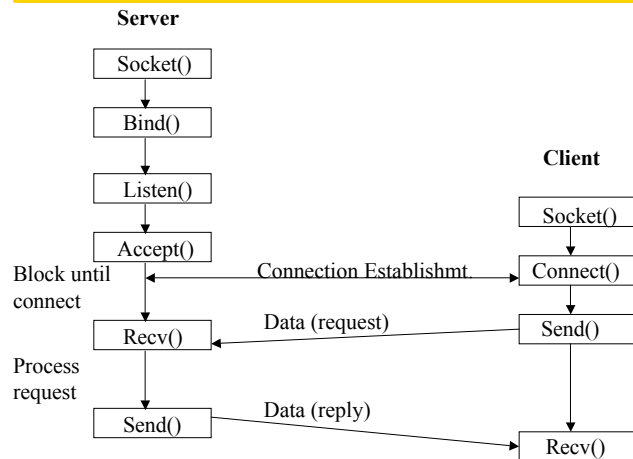 Server
Socket()
Bind()
Listen()
Accept()
Block until
connect
Recv()
Process
request
Send()
Client
Socket()
Connection Establishmt.
Connect()
Data (request)
Send()
Data (reply)
Recv()